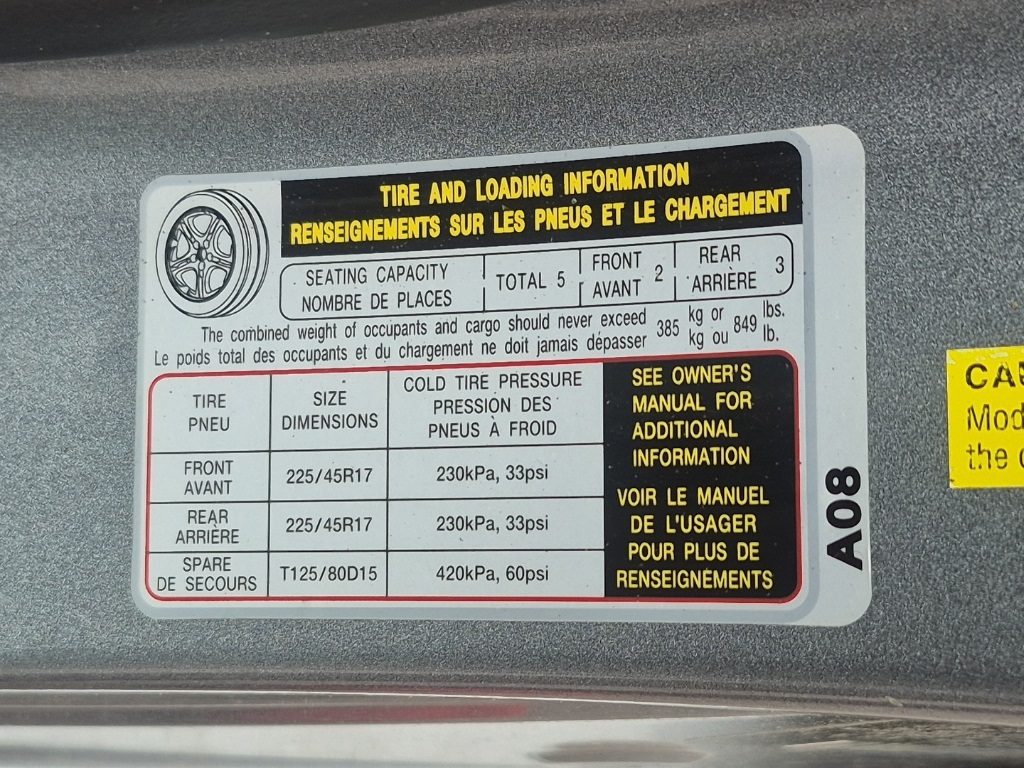 TIRE AND LOADING INFORMATION
RENSEIGNEMENTS SUR LES PNEUS ET LE CHARGEMENT
SEATING CAPACITY
NOMBRE DE PLACES
TOTAL 5
FRONT
AVANT
2
REAR
ARRIÈRE
3
The combined weight of occupants and cargo should never exceed 385 kg or 849 lbs.
Le poids total des occupants et du chargement ne doit jamais dépasser kg ou lb.
TIRE
PNEU
SIZE
DIMENSIONS
COLD TIRE PRESSURE
PRESSION DES
PNEUS À FROID
FRONT
AVANT
225/45R17
230kPa, 33psi
REAR
ARRIÈRE
225/45R17
230kPa, 33psi
SPARE
DE SECOURS
T125/80D15
420kPa, 60psi
SEE OWNER'S
MANUAL FOR
ADDITIONAL
INFORMATION
VOIR LE MANUEL
DE L'USAGER
POUR PLUS DE
RENSEIGNEMENTS
A08
the